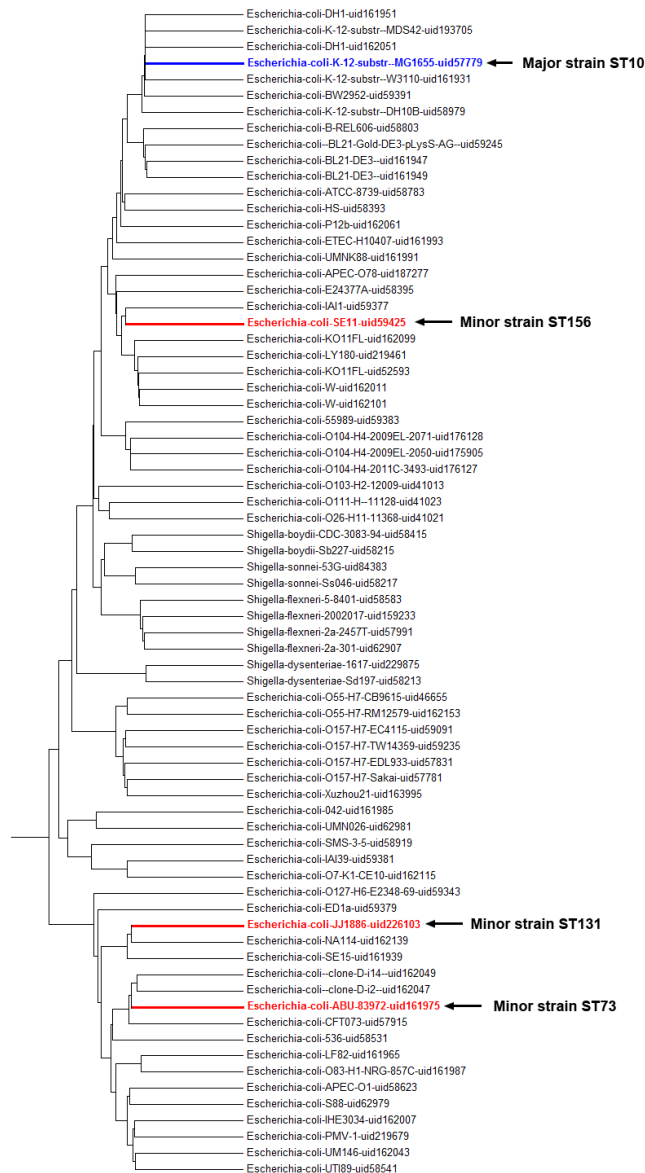 Escherichia-coli-DH1-uid161951
Escherichia-coli-K-12-substr--MDS42-uid193705
Escherichia-coli-DH1-uid162051
Escherichia-coli-K-12-substr--MG1655-uid57779 Major strain ST10
Escherichia-coli-K-12-substr--W3110-uid161931
Escherichia-coli-BW2952-uid59391
Escherichia-coli-K-12-substr--DH10B-uid58979
Escherichia-coli-B-REL606-uid58803
Escherichia-coli--BL21-Gold-DE3-pLysS-AG--uid59245
Escherichia-coli-BL21-DE3--uid161947
Escherichia-coli-BL21-DE3--uid161949
Escherichia-coli-ATCC-8739-uid58783
Escherichia-coli-HS-uid58393
Escherichia-coli-P12b-uid162061
Escherichia-coli-ETEC-H10407-uid161993
Escherichia-coli-UMNK88-uid161991
Escherichia-coli-APEC-O78-uid187277
Escherichia-coli-E24377A-uid58395
Escherichia-coli-IAI1-uid59377
Escherichia-coli-SE11-uid59425 Minor strain ST156
Escherichia-coli-KO11FL-uid162099
Escherichia-coli-LY180-uid219461
Escherichia-coli-KO11FL-uid52593
Escherichia-coli-W-uid162011
Escherichia-coli-W-uid162101
Escherichia-coli-55989-uid59383
Escherichia-coli-O104-H4-2009EL-2071-uid176128
Escherichia-coli-O104-H4-2009EL-2050-uid175905
Escherichia-coli-O104-H4-2011C-3493-uid176127
Escherichia-coli-O103-H2-12009-uid41013
Escherichia-coli-O111-H--11128-uid41023
Escherichia-coli-O26-H11-11368-uid41021
Shigella-boydii-CDC-3083-94-uid58415
Shigella-boydii-Sb227-uid58215
Shigella-sonnei-53G-uid84383
Shigella-sonnei-Ss046-uid58217
Shigella-flexneri-5-8401-uid58583
Shigella-flexneri-2002017-uid159233
Shigella-flexneri-2a-2457T-uid57991
Shigella-flexneri-2a-301-uid62907
Shigella-dysenteriae-1617-uid229875
Shigella-dysenteriae-Sd197-uid58213
Escherichia-coli-O55-H7-CB9615-uid46655
Escherichia-coli-O55-H7-RM12579-uid162153
Escherichia-coli-O157-H7-EC4115-uid59091
Escherichia-coli-O157-H7-TW14359-uid59235
Escherichia-coli-O157-H7-EDL933-uid57831
Escherichia-coli-O157-H7-Sakai-uid57781
Escherichia-coli-Xuzhou21-uid163995
Escherichia-coli-042-uid161985
Escherichia-coli-UMN026-uid62981
Escherichia-coli-SMS-3-5-uid58919
Escherichia-coli-IAI39-uid59381
Escherichia-coli-O7-K1-CE10-uid162115
Escherichia-coli-O127-H6-E2348-69-uid59343
Escherichia-coli-ED1a-uid59379
Escherichia-coli-JJ1886-uid226103 Minor strain ST131
Escherichia-coli-NA114-uid162139
Escherichia-coli-SE15-uid161939
Escherichia-coli--clone-D-i14--uid162049
Escherichia-coli--clone-D-i2--uid162047
Escherichia-coli-ABU-83972-uid161975 Minor strain ST73
Escherichia-coli-CFT073-uid57915
Escherichia-coli-536-uid58531
Escherichia-coli-LF82-uid161965
Escherichia-coli-O83-H1-NRG-857C-uid161987
Escherichia-coli-APEC-O1-uid58623
Escherichia-coli-S88-uid62979
Escherichia-coli-IHE3034-uid162007
Escherichia-coli-PMV-1-uid219679
Escherichia-coli-UM146-uid162043
Escherichia-coli-UTI89-uid58541